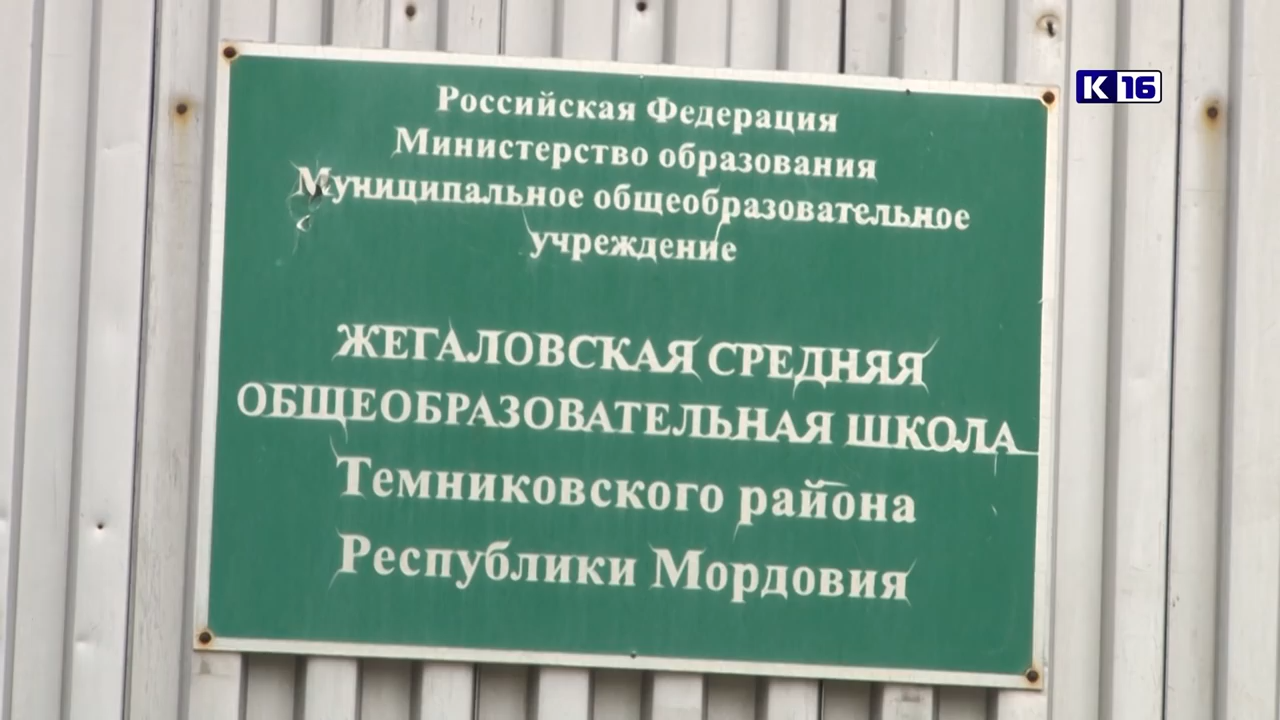 К 16
Российская Федерация
Министерство образования
Муниципальное общеобразовательное
учреждение
ЖЕГАЛОВСКАЯ СРЕДНЯЯ
ОБЩЕОБРАЗОВАТЕЛЬНАЯ ШКОЛА
Темниковского района
Республики Мордовия